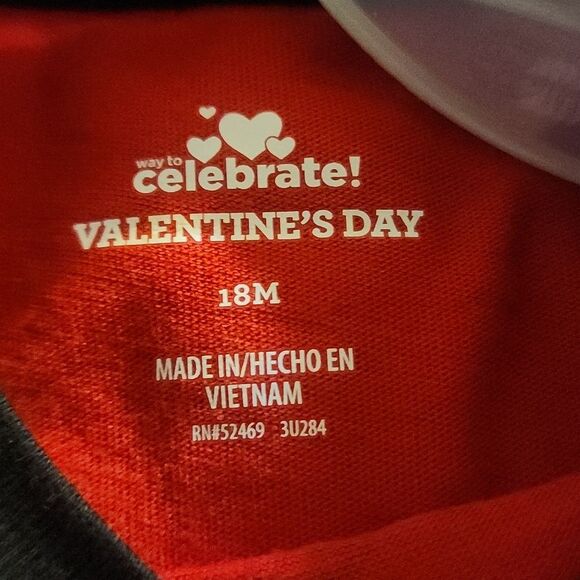 way to
celebrate!
VALENTINE'S DAY
18M
MADE IN/HECHO EN
VIETNAM
RN#52469 3U284